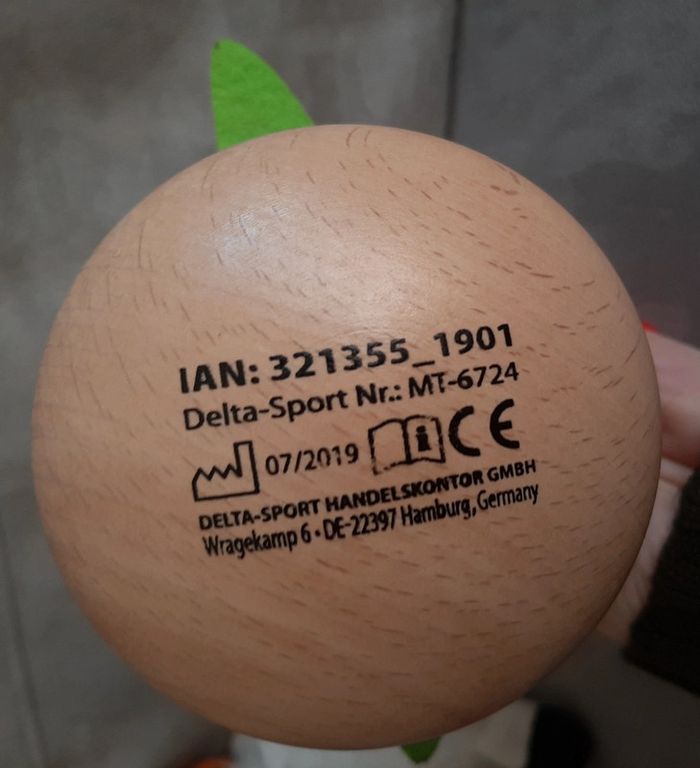 IAN: 321355_1901
Delta-Sport Nr.: MT-6724
07/2019 i CE
DELTA-SPORT HANDELSKONTOR GMBH
Wragekamp 6 • DE-22397 Hamburg, Germany